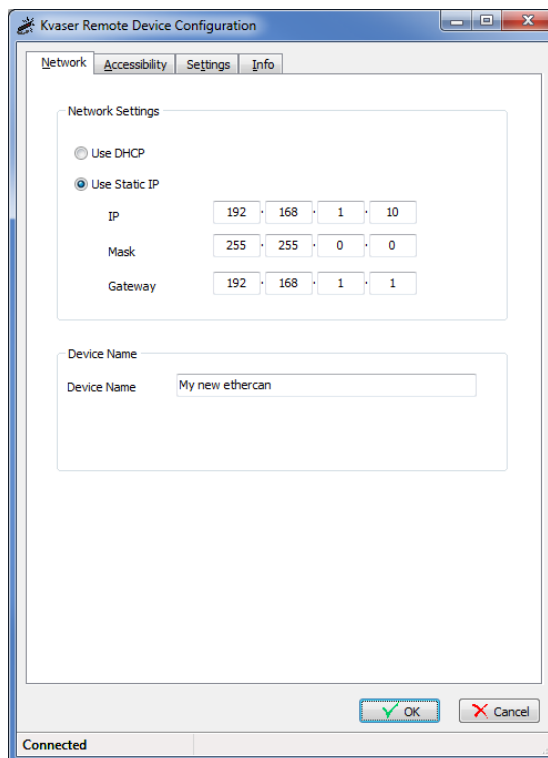 Kvaser Remote Device Configuration
Network Accessibility Settings Info
Network Settings
Use DHCP
Use Static IP
IP 192 . 168 . 1 . 10
Mask 255 . 255 . 0 . 0
Gateway 192 . 168 . 1 . 1
Device Name
Device Name My new ethercan
OK Cancel
Connected